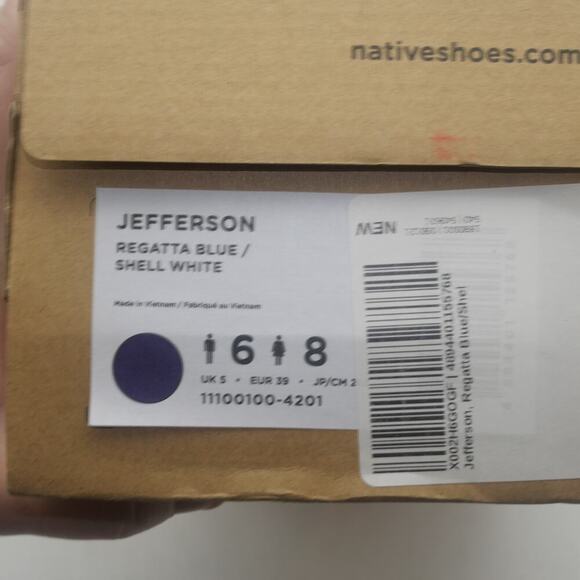 nativeshoes.com
JEFFERSON
REGATTA BLUE /
SHELL WHITE
Made in Vietnam / Fabriqué au Vietnam
6 8
UK 5 • EUR 39 • JP/CM 2
11100100-4201
NEW
X002H6GOGF | 4894401155768
Jefferson, Regatta Blue/Shel